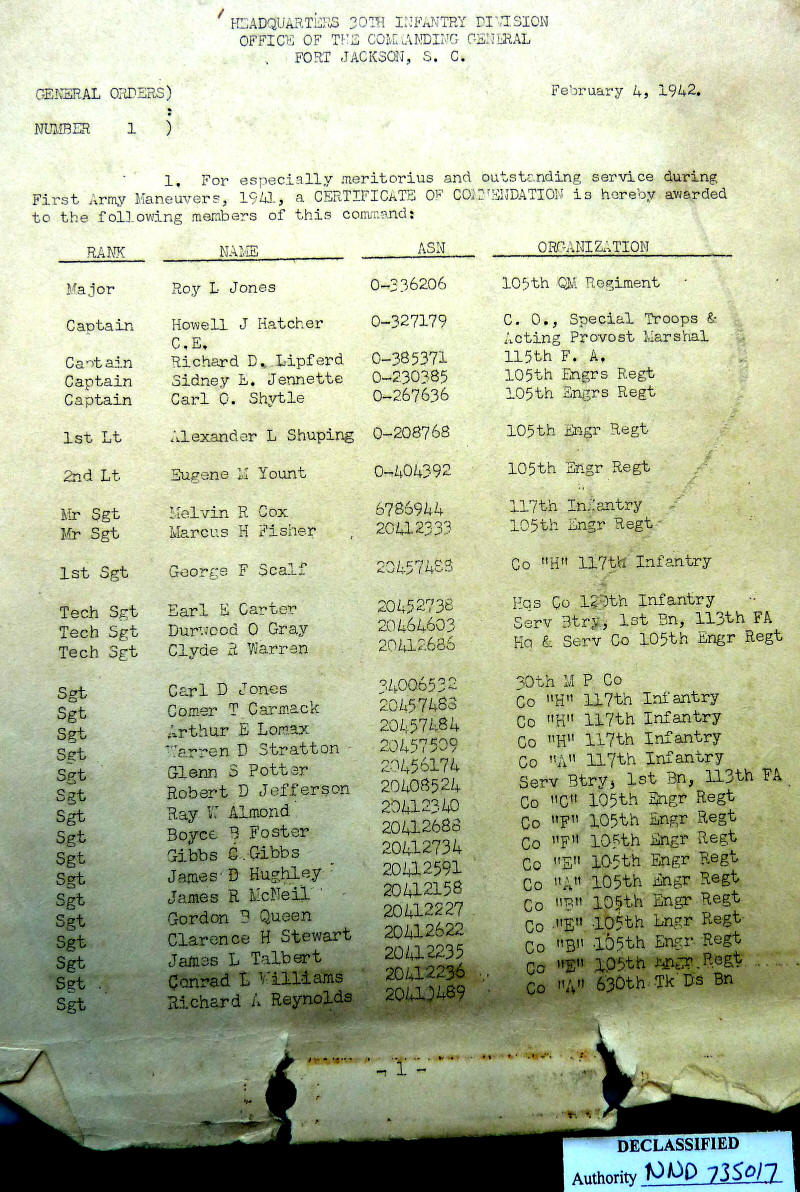 HEADQUARTERS 30TH INFANTRY DIVISION
OFFICE OF THE COMMANDING GENERAL
FORT JACKSON, S. C.
GENERAL ORDERS) February 4, 1942.
:
NUMBER 1 )
1. For especially meritorius and outstanding service during
First Army Maneuvers, 1941, a CERTIFICATE OF COMMENDATION is hereby awarded
to the following members of this command:
RANK NAME ASN ORGANIZATION
Major Roy L Jones 0-336206 105th QM Regiment
Captain Howell J Hatcher 0-327179 C. O., Special Troops &
C.E. Acting Provost Marshal
Captain Richard D. Lipferd 0-385371 115th F. A.
Captain Sidney E. Jennette 0-230385 105th Engrs Regt
Captain Carl O. Shytle 0-267636 105th Engrs Regt
1st Lt Alexander L Shuping 0-208768 105th Engr Regt
2nd Lt Eugene M Yount 0-404392 105th Engr Regt
Mr Sgt Melvin R Cox 6786944 117th Infantry
Mr Sgt Marcus H Fisher 20412333 105th Engr Regt
1st Sgt George F Scalf 20457488 Co "H" 117th Infantry
Tech Sgt Earl E Carter 20452738 Hqs Co 120th Infantry
Tech Sgt Durwood O Gray 20464603 Serv Btry, 1st Bn, 113th FA
Tech Sgt Clyde R Warren 20412686 Hq & Serv Co 105th Engr Regt
Sgt Carl D Jones 34006532 30th M P Co
Sgt Comer T Carmack 20457483 Co "H" 117th Infantry
Sgt Arthur E Lomax 20457484 Co "H" 117th Infantry
Sgt Warren D Stratton 20457509 Co "H" 117th Infantry
Sgt Glenn S Potter 20456174 Co "A" 117th Infantry
Sgt Robert D Jefferson 20408524 Serv Btry, 1st Bn, 113th FA
Sgt Ray W Almond 20412340 Co "C" 105th Engr Regt
Sgt Boyce B Foster 20412688 Co "F" 105th Engr Regt
Sgt Gibbs G Gibbs 20412734 Co "F" 105th Engr Regt
Sgt James D Hughley 20412591 Co "E" 105th Engr Regt
Sgt James R McNeil 20412158 Co "A" 105th Engr Regt
Sgt Gordon B Queen 20412227 Co "B" 105th Engr Regt
Sgt Clarence H Stewart 20412622 Co "E" 105th Engr Regt
Sgt James L Talbert 20412235 Co "B" 105th Engr Regt
Sgt Conrad L Williams 20412236 Co "E" 105th Engr Regt
Sgt Richard A Reynolds 20410489 Co "A" 630th Tk Ds Bn
- 1 -
DECLASSIFIED
Authority NND 735017